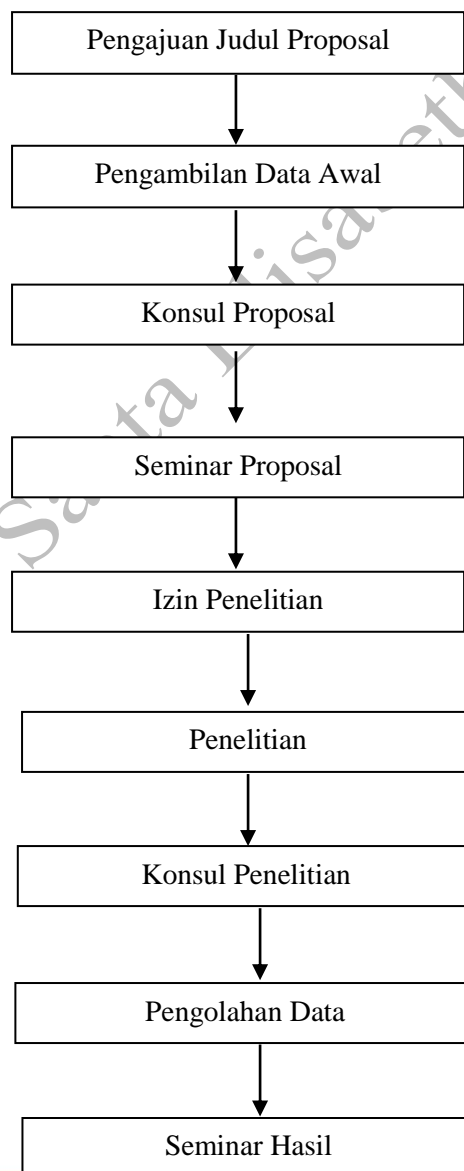 Pengajuan Judul Proposal
Pengambilan Data Awal
Konsul Proposal
Seminar Proposal
Izin Penelitian
Penelitian
Konsul Penelitian
Pengolahan Data
Seminar Hasil
Santa